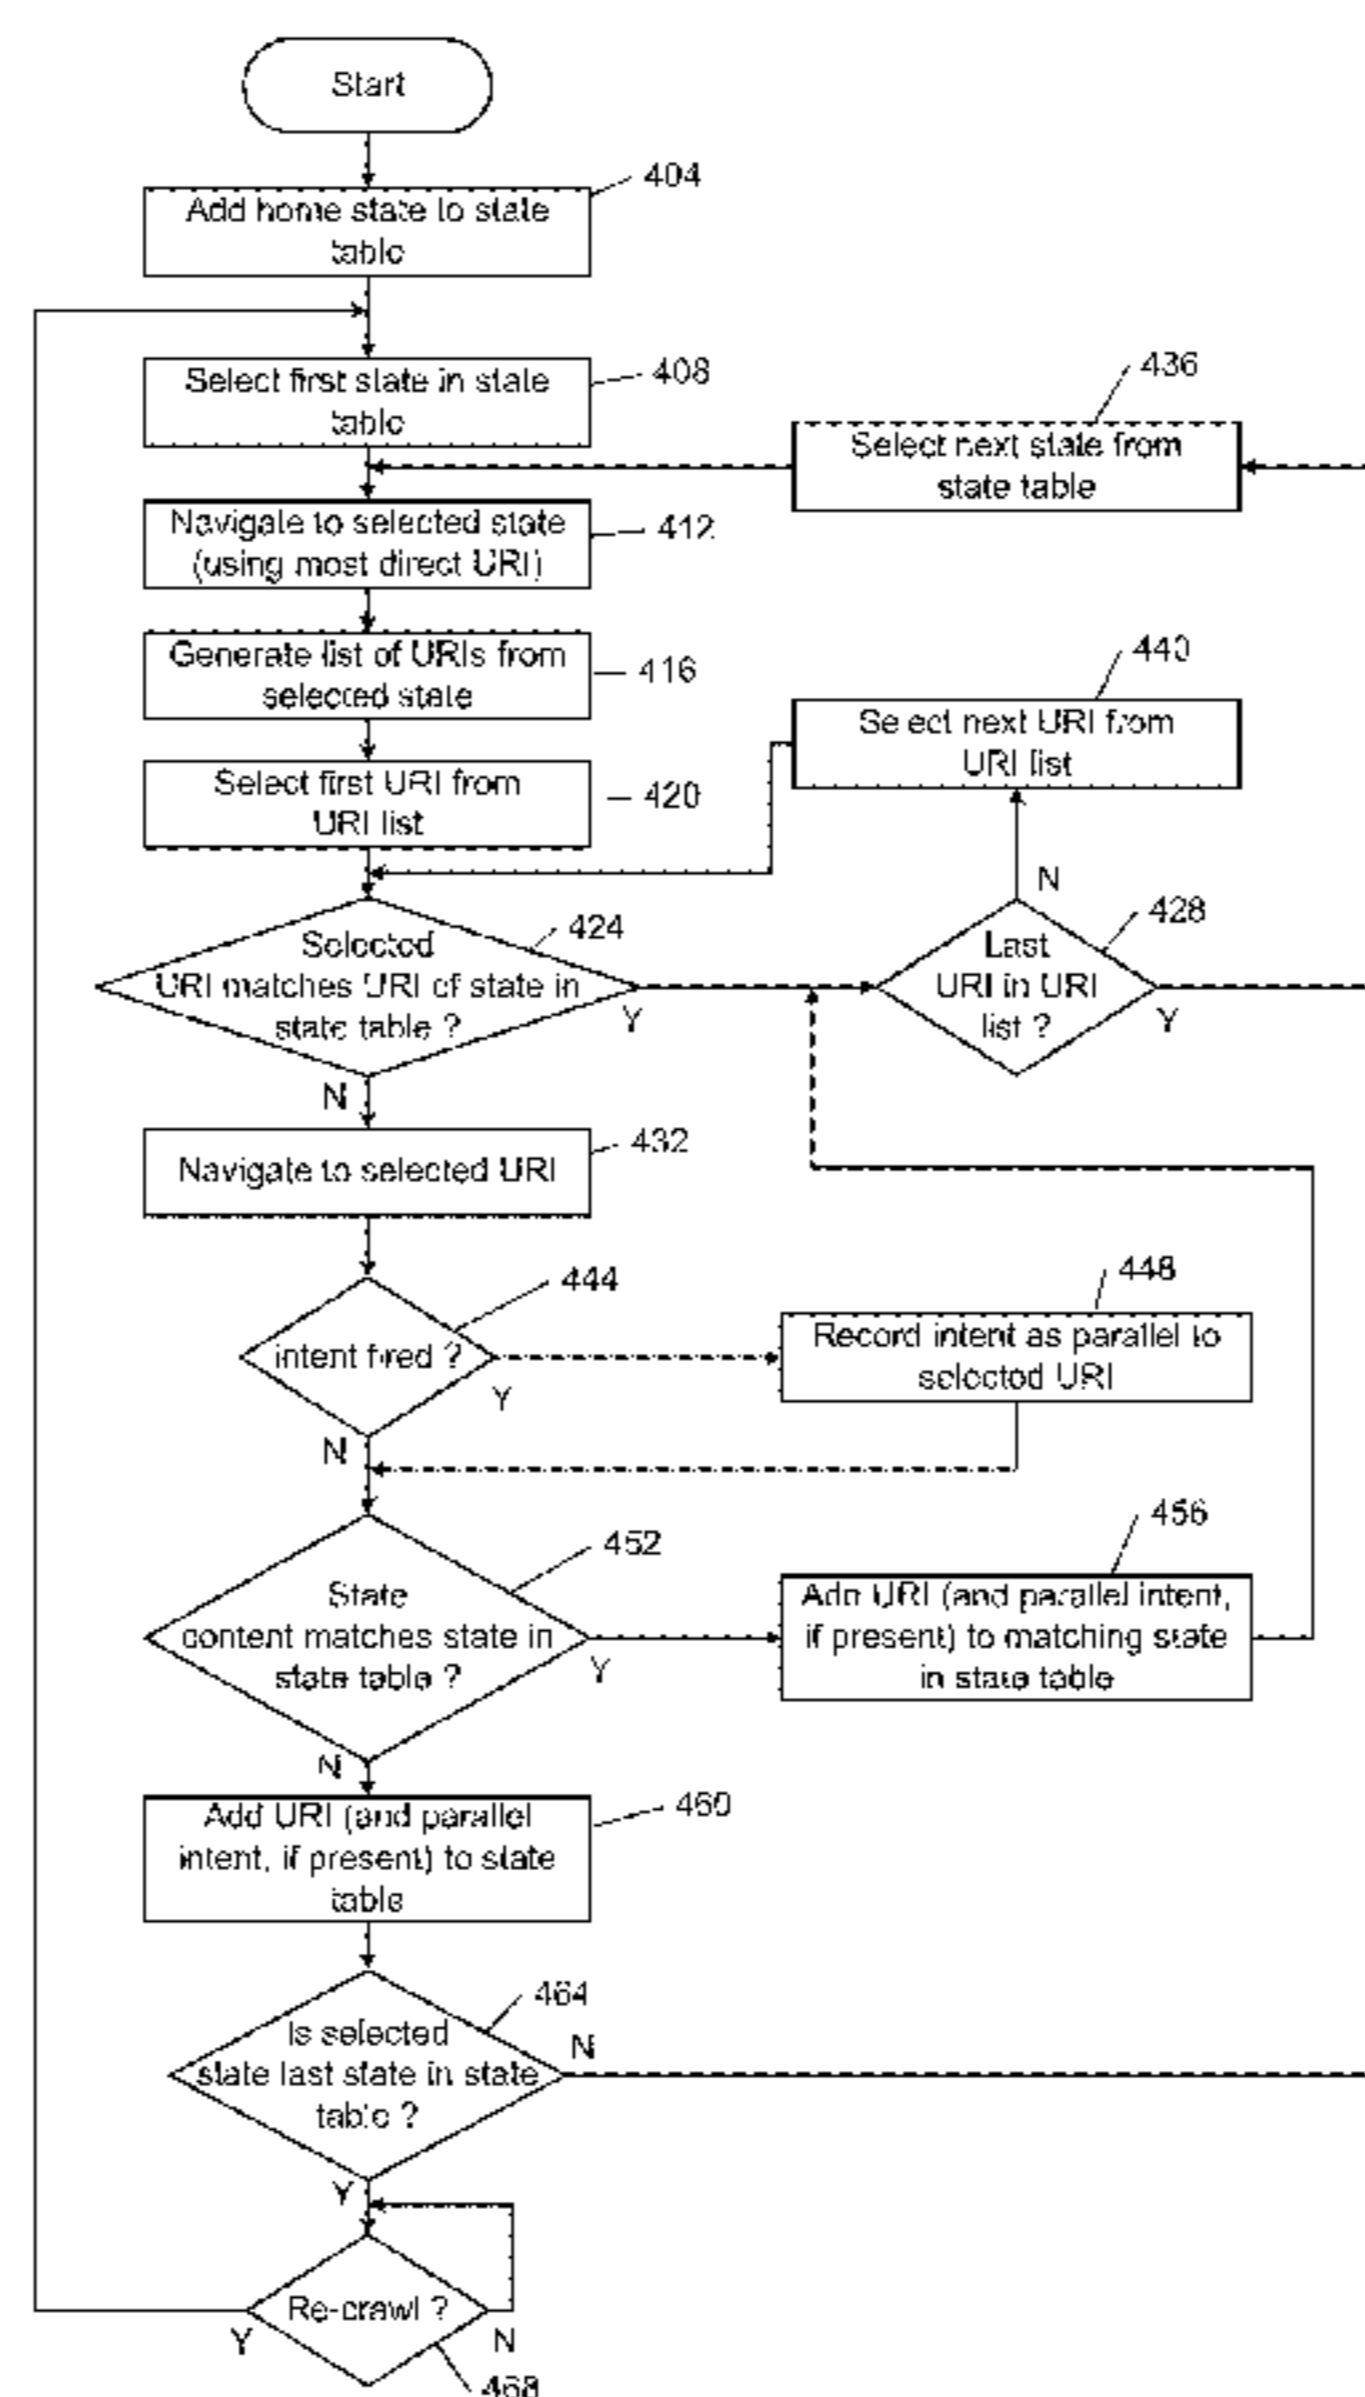 Start
404
Add home state to state
table
408
Select first state in state
table
436
Select next state from
state table
412
Navigate to selected state
(using most direct URI)
416
Generate list of URIs from
selected state
440
Select next URI from
URI list
420
Select first URI from
URI list
N
424
Selected
URI matches URI of state in
state table ?
Y
428
Last
URI in URI
list ?
Y
N
432
Navigate to selected URI
444
intent fired ?
Y
N
448
Record intent as parallel to
selected URI
452
State
content matches state in
state table ?
Y
N
456
Add URI (and parallel intent,
if present) to matching state
in state table
460
Add URI (and parallel
intent, if present) to state
table
464
Is selected
state last state in state
table ?
N
Y
Re-crawl ?
Y
N
468